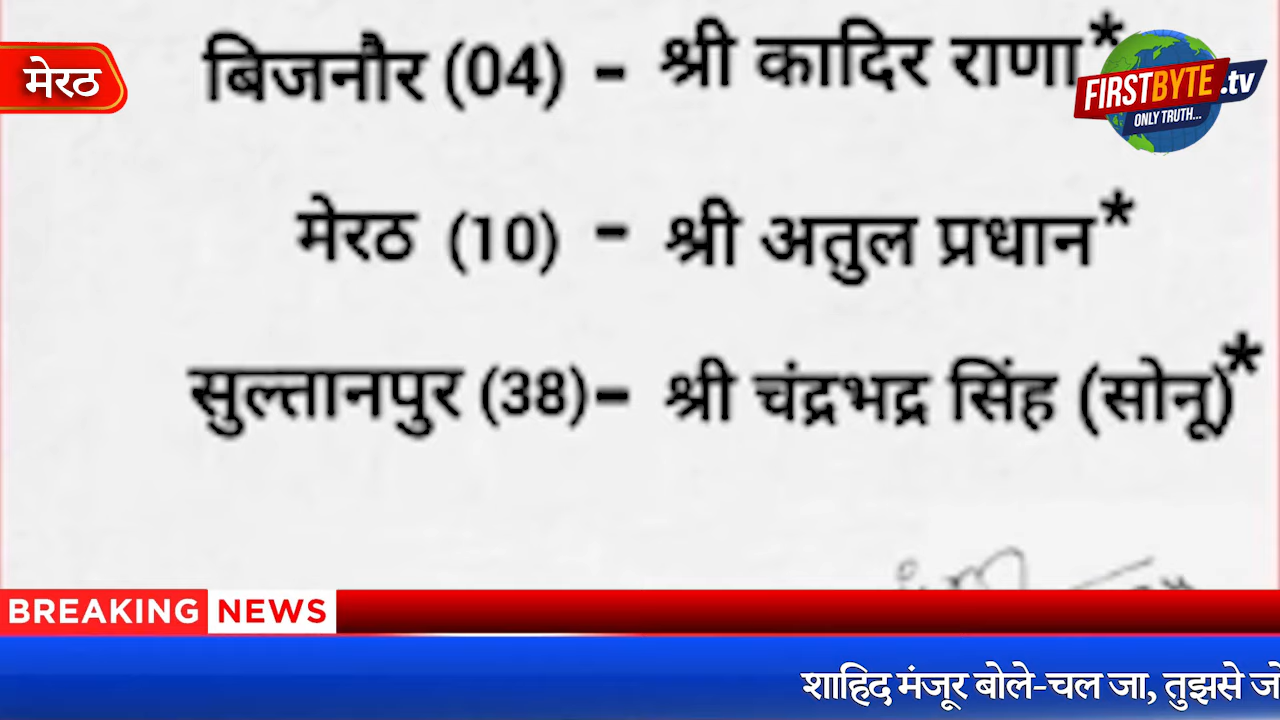 बिजनौर (04) - श्री कादिर राणा*
मेरठ
FIRSTBYTE.tv
ONLY TRUTH...
मेरठ (10) - श्री अतुल प्रधान*
सुल्तानपुर (38)- श्री चंद्रभद्र सिंह (सोनू)*
BREAKING NEWS
शाहिद मंजूर बोले-चल जा, तुझसे जो